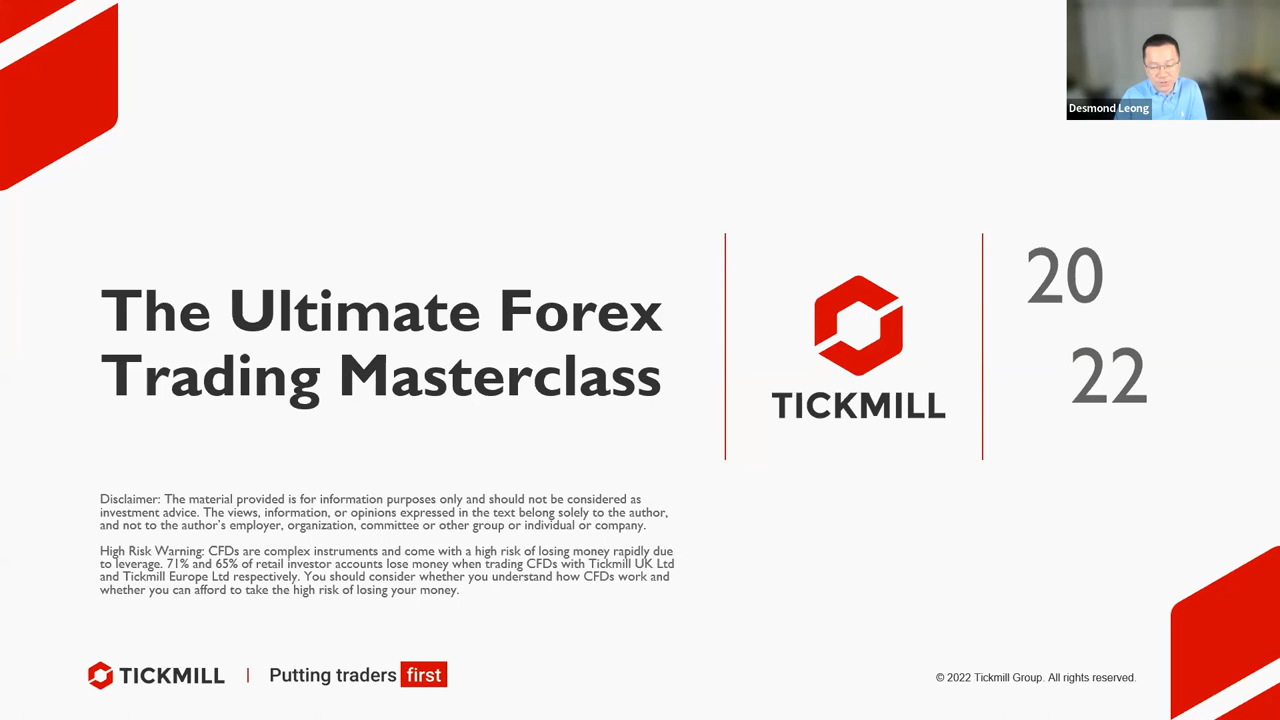 Desmond Leong
The Ultimate Forex
Trading Masterclass
TICKMILL
20
22
Disclaimer: The material provided is for information purposes only and should not be considered as
investment advice. The views, information, or opinions expressed in the text belong solely to the author,
and not to the author's employer, organization, committee or other group or individual or company.
High Risk Warning: CFDs are complex instruments and come with a high risk of losing money rapidly due
to leverage. 71% and 65% of retail investor accounts lose money when trading CFDs with Tickmill UK Ltd
and Tickmill Europe Ltd respectively. You should consider whether you understand how CFDs work and
whether you can afford to take the high risk of losing your money.
TICKMILL | Putting traders first
© 2022 Tickmill Group. All rights reserved.